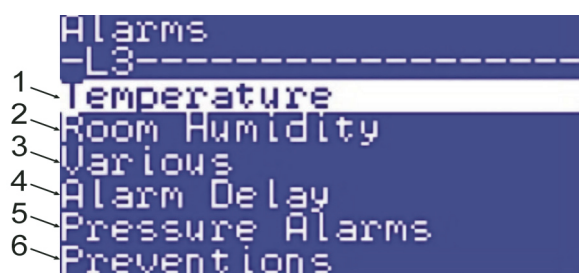 Alarms
-L3-------------------
1 Temperature
2 Room Humidity
3 Various
4 Alarm Delay
5 Pressure Alarms
6 Preventions